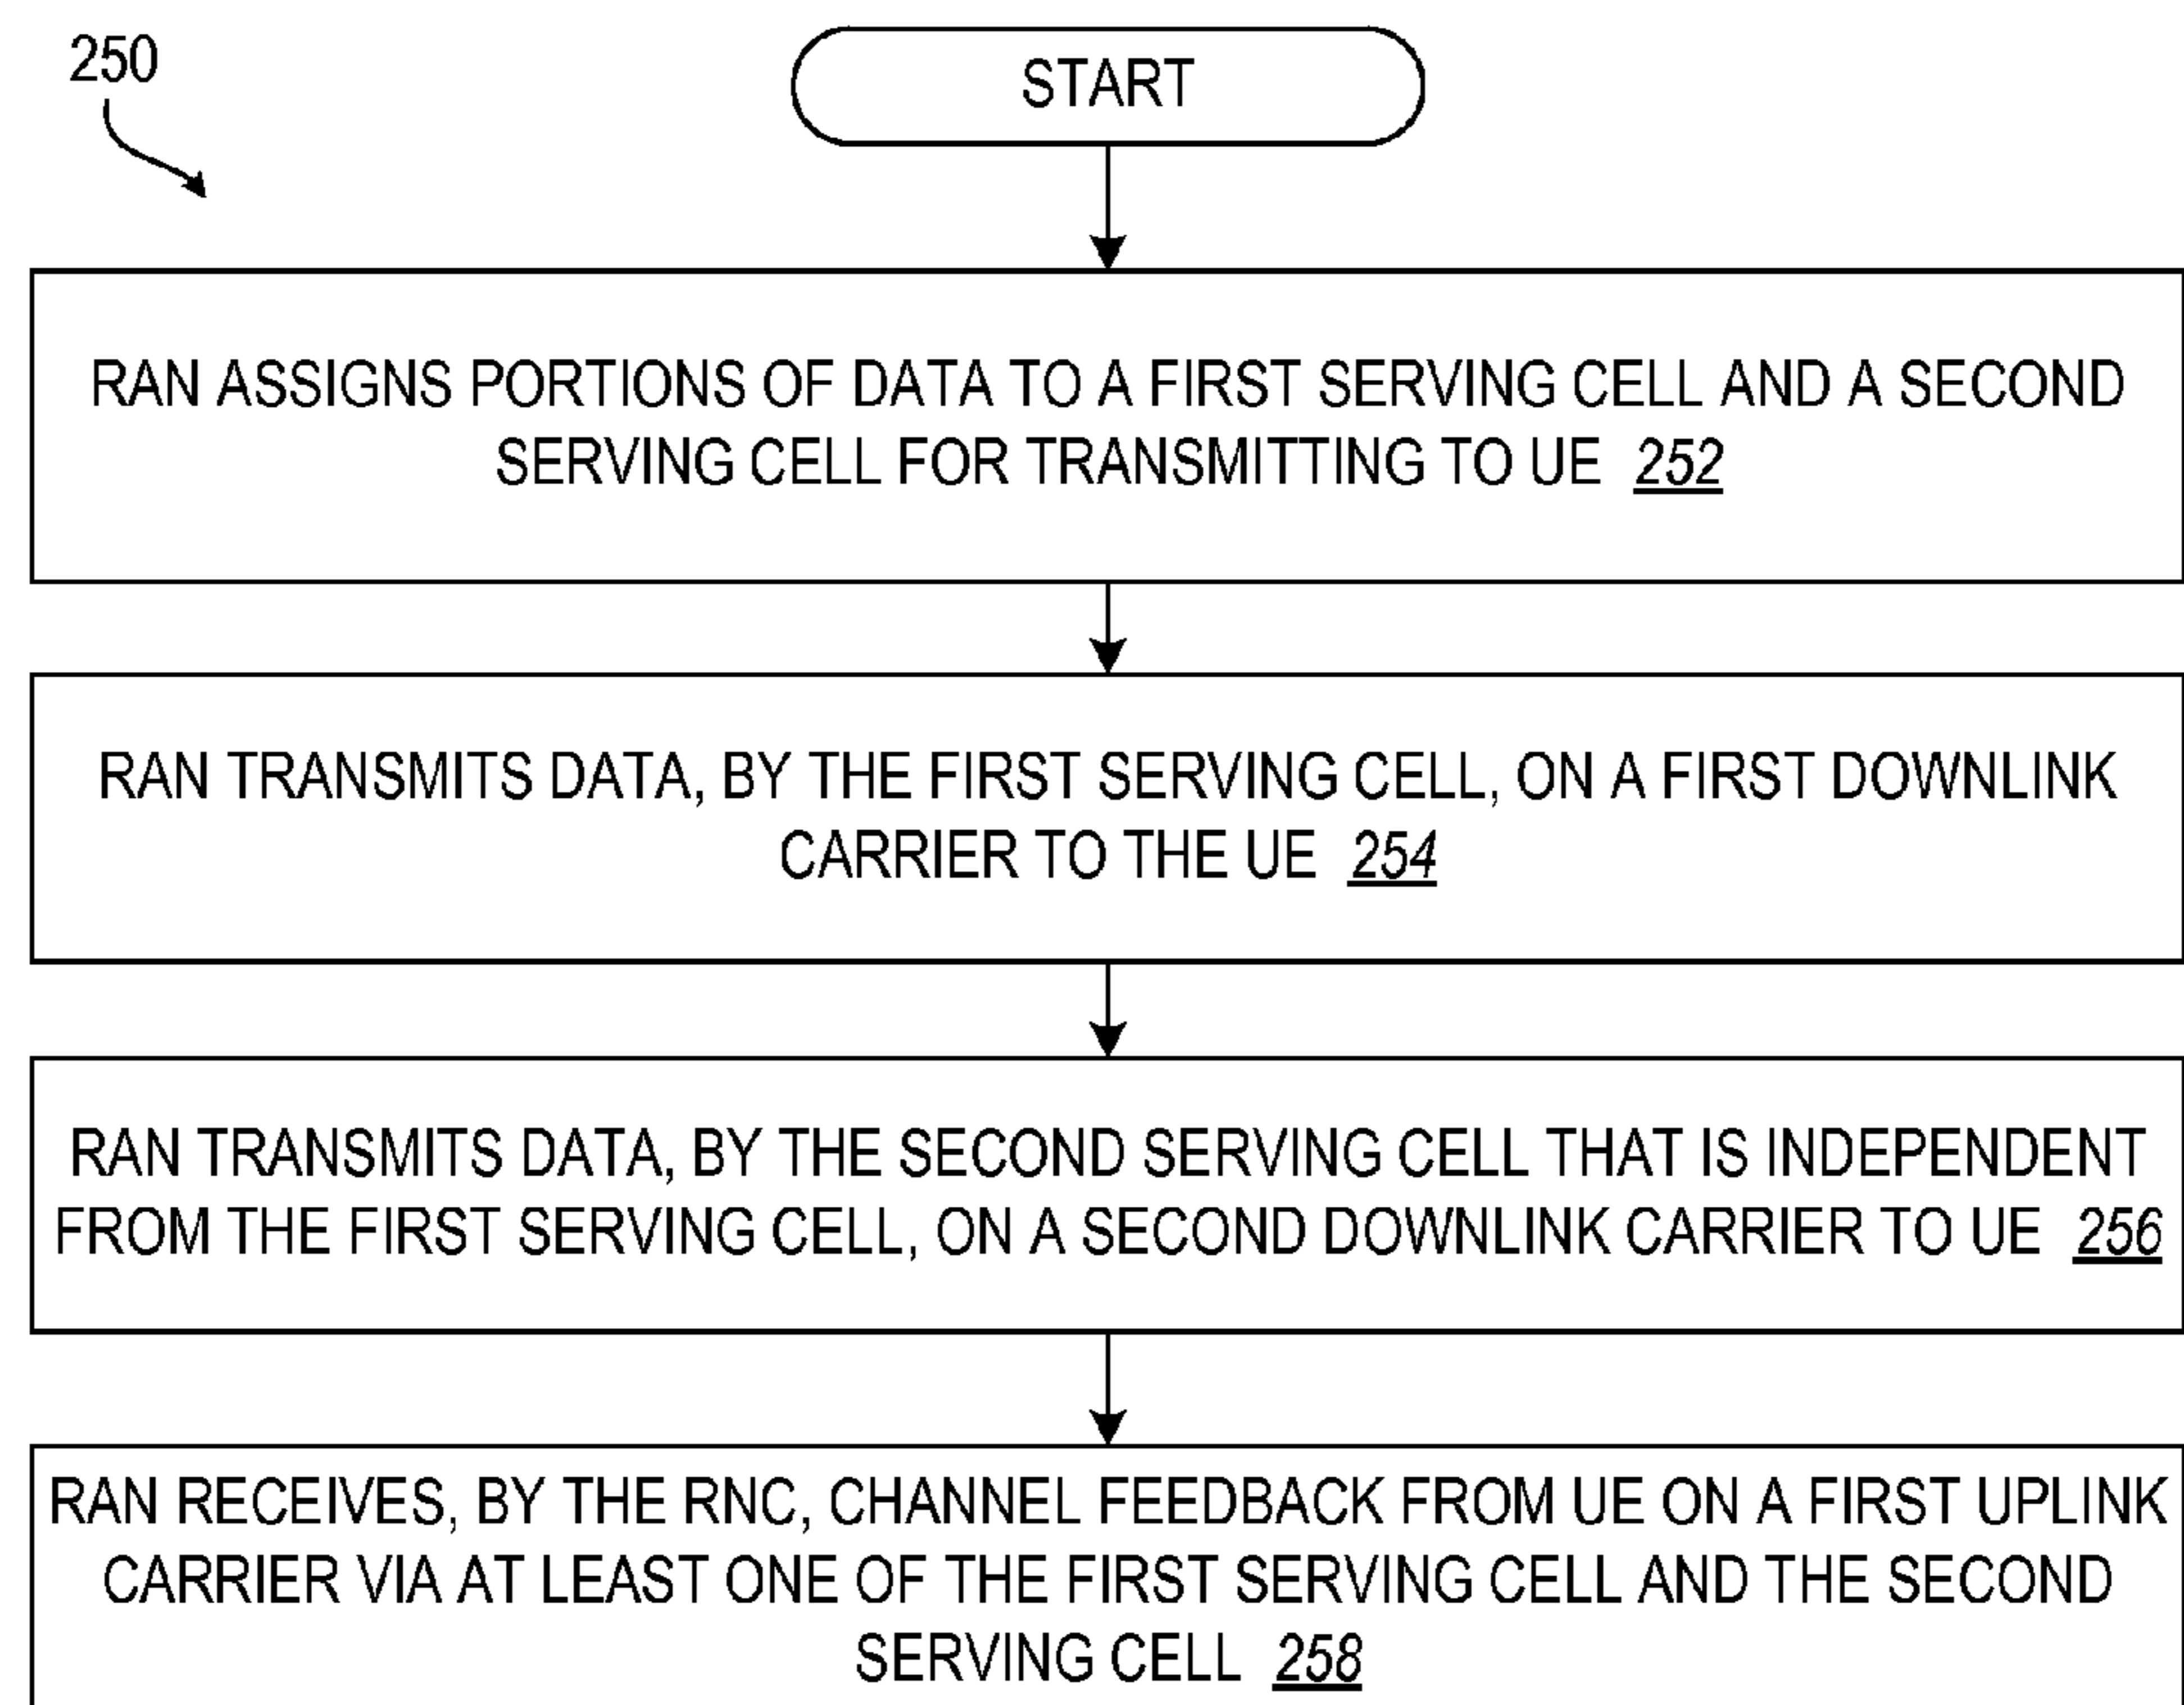 250
START
RAN ASSIGNS PORTIONS OF DATA TO A FIRST SERVING CELL AND A SECOND
SERVING CELL FOR TRANSMITTING TO UE 252
RAN TRANSMITS DATA, BY THE FIRST SERVING CELL, ON A FIRST DOWNLINK
CARRIER TO THE UE 254
RAN TRANSMITS DATA, BY THE SECOND SERVING CELL THAT IS INDEPENDENT
FROM THE FIRST SERVING CELL, ON A SECOND DOWNLINK CARRIER TO UE 256
RAN RECEIVES, BY THE RNC, CHANNEL FEEDBACK FROM UE ON A FIRST UPLINK
CARRIER VIA AT LEAST ONE OF THE FIRST SERVING CELL AND THE SECOND
SERVING CELL 258